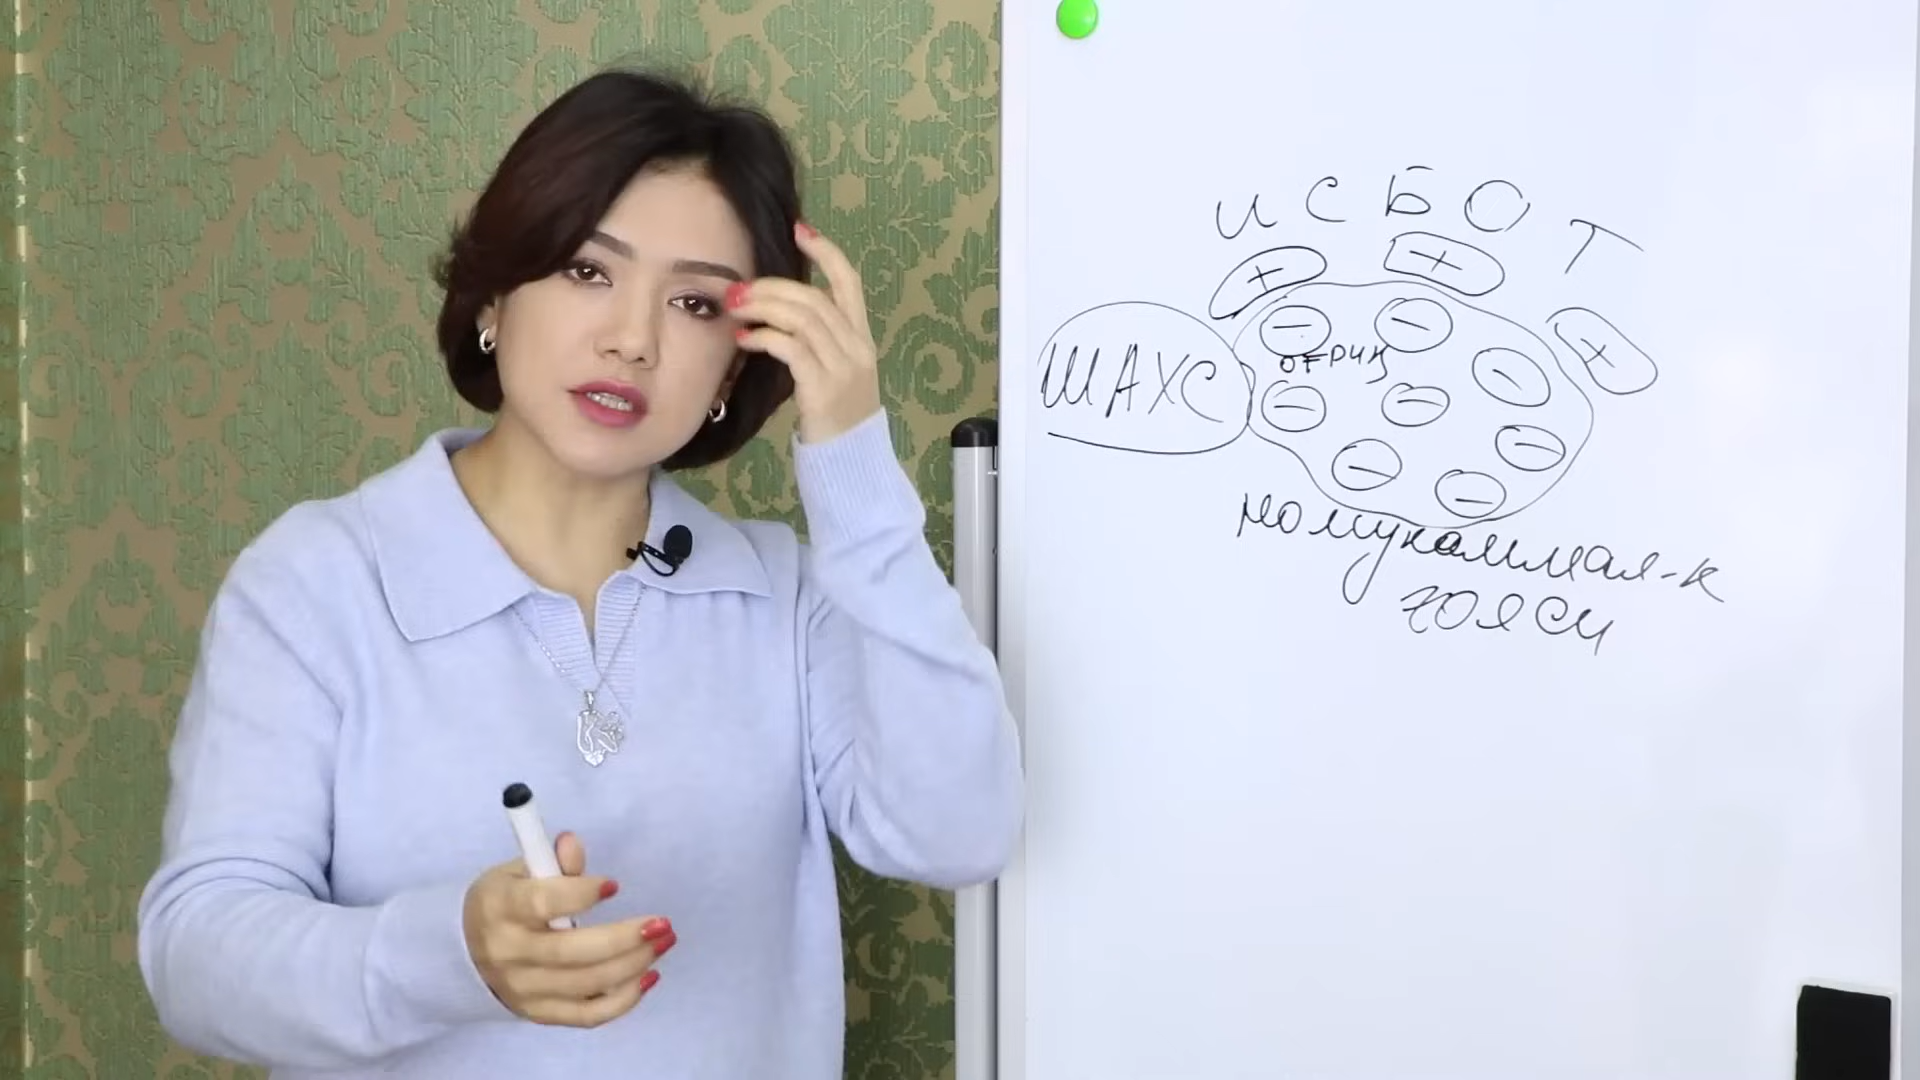 ИСБОТ
+ + +
ШАХС
− −
оғриқ
−
− −
−
− −
номукаммал-к
ғояси